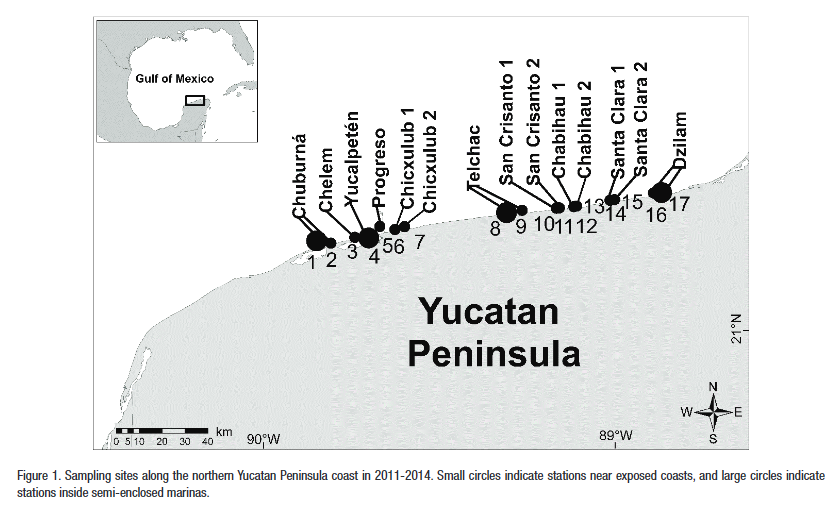 Gulf of Mexico
Chuburná
Chelem
Yucalpetén
Progreso
Chicxulub 1
Chicxulub 2
Telchac
San Crisanto 1
San Crisanto 2
Chabihau 1
Chabihau 2
Santa Clara 1
Santa Clara 2
Dzilam
1 2 3 4 5 6 7 8 9 10 11 12 13 14 15 16 17
Yucatan
Peninsula
21°N
N
W E
S
km
0 5 10 20 30 40
90°W
89°W
Figure 1. Sampling sites along the northern Yucatan Peninsula coast in 2011-2014. Small circles indicate stations near exposed coasts, and large circles indicate
stations inside semi-enclosed marinas.